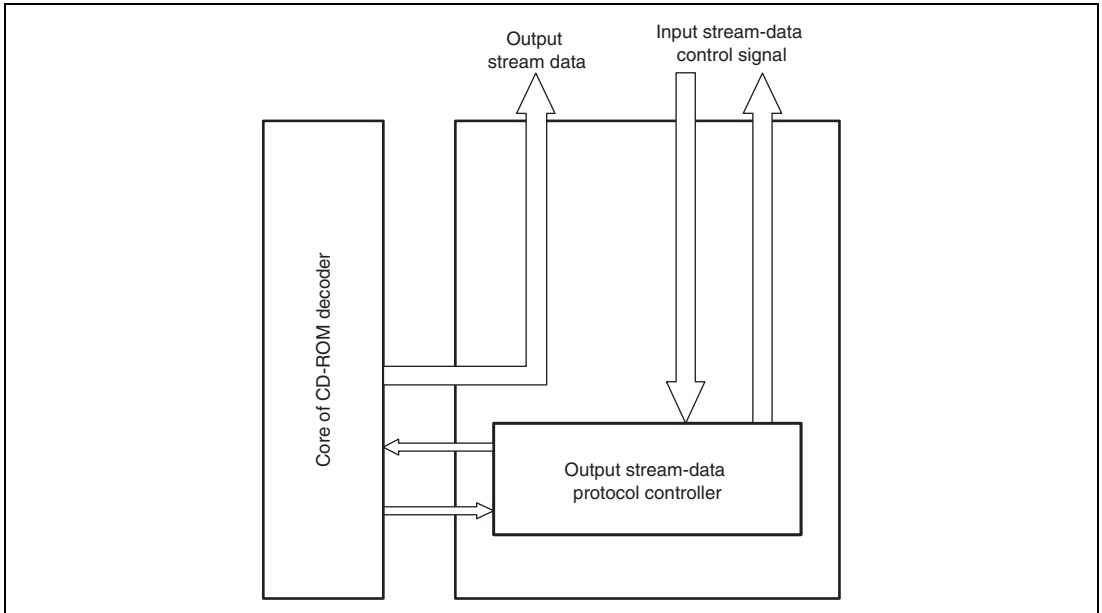 Output
stream data
Input stream-data
control signal
Core of CD-ROM decoder
Output stream-data
protocol controller